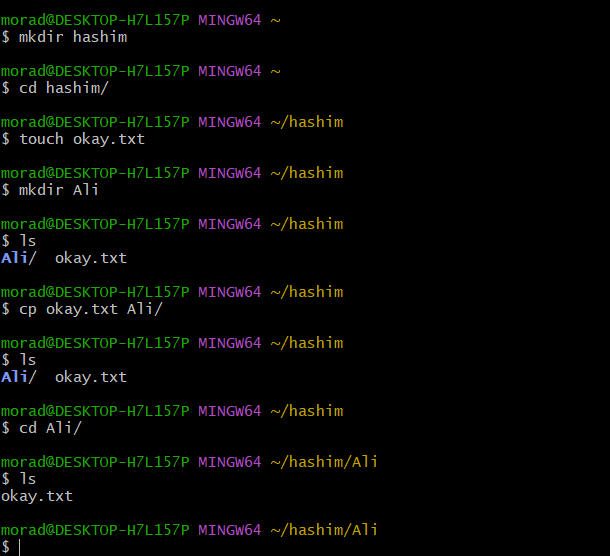 morad@DESKTOP-H7L157P MINGW64 ~
$ mkdir hashim
morad@DESKTOP-H7L157P MINGW64 ~
$ cd hashim/
morad@DESKTOP-H7L157P MINGW64 ~/hashim
$ touch okay.txt
morad@DESKTOP-H7L157P MINGW64 ~/hashim
$ mkdir Ali
morad@DESKTOP-H7L157P MINGW64 ~/hashim
$ ls
Ali/  okay.txt
morad@DESKTOP-H7L157P MINGW64 ~/hashim
$ cp okay.txt Ali/
morad@DESKTOP-H7L157P MINGW64 ~/hashim
$ ls
Ali/  okay.txt
morad@DESKTOP-H7L157P MINGW64 ~/hashim
$ cd Ali/
morad@DESKTOP-H7L157P MINGW64 ~/hashim/Ali
$ ls
okay.txt
morad@DESKTOP-H7L157P MINGW64 ~/hashim/Ali
$